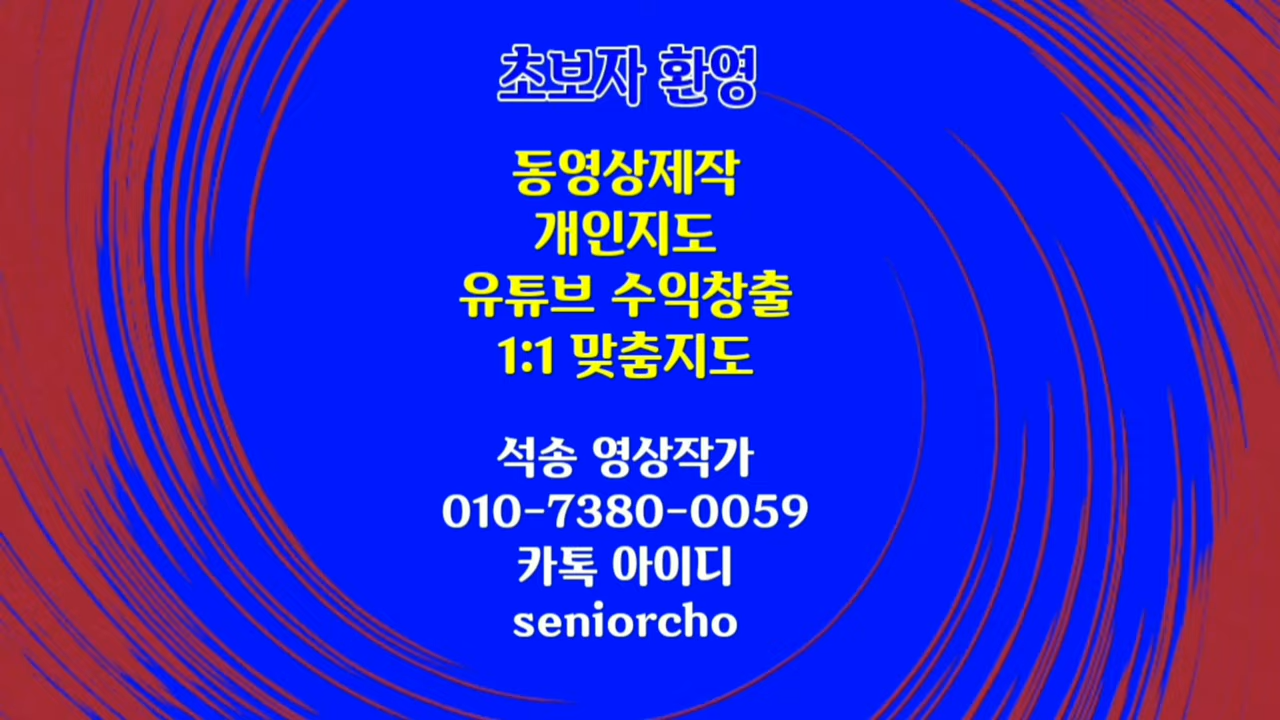 초보자 환영
동영상제작
개인지도
유튜브 수익창출
1:1 맞춤지도
석송 영상작가
010-7380-0059
카톡 아이디
seniorcho